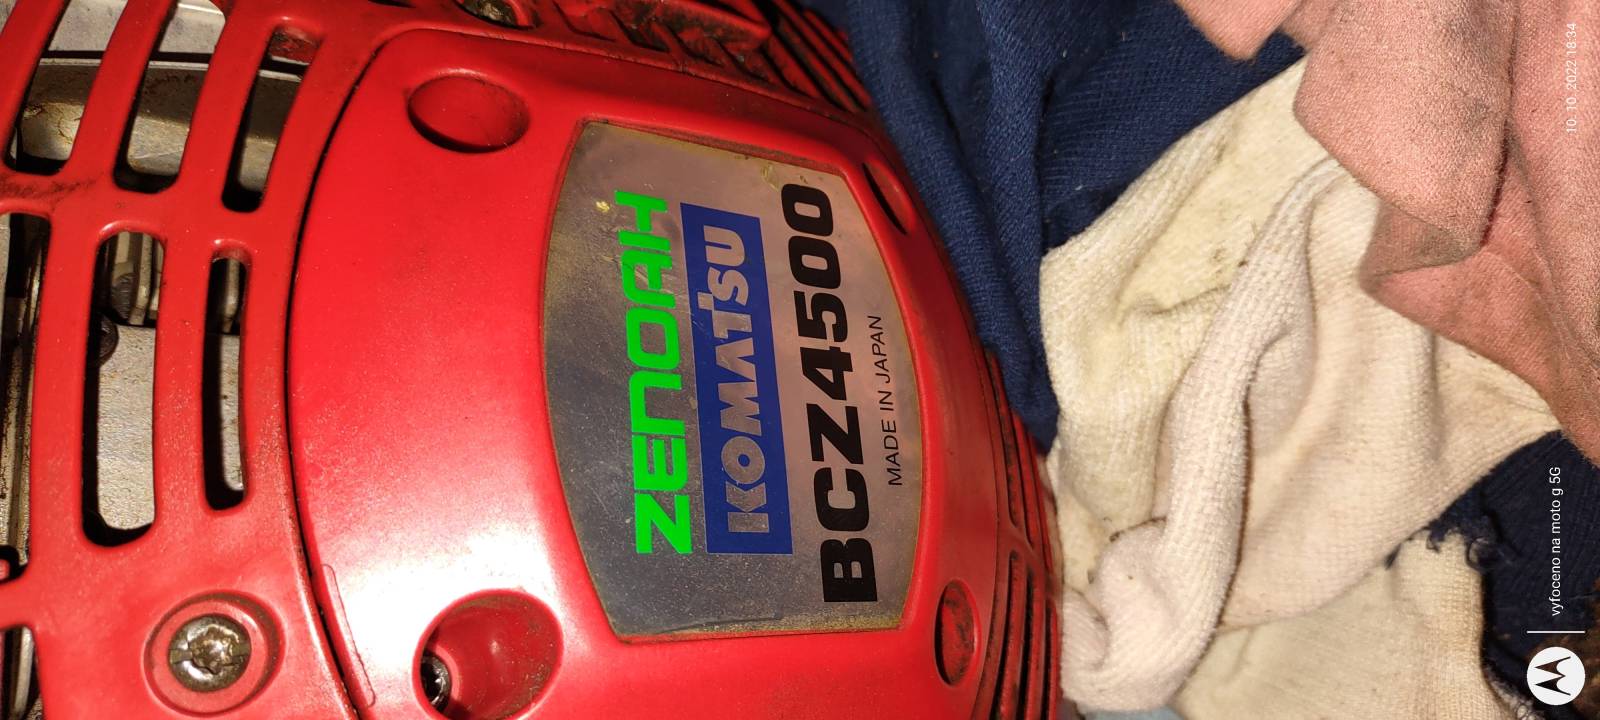 ZENOAH
KOMATSU
BCZ4500
MADE IN JAPAN
vyfoceno na moto g 5G
10. 10. 2022 18:34